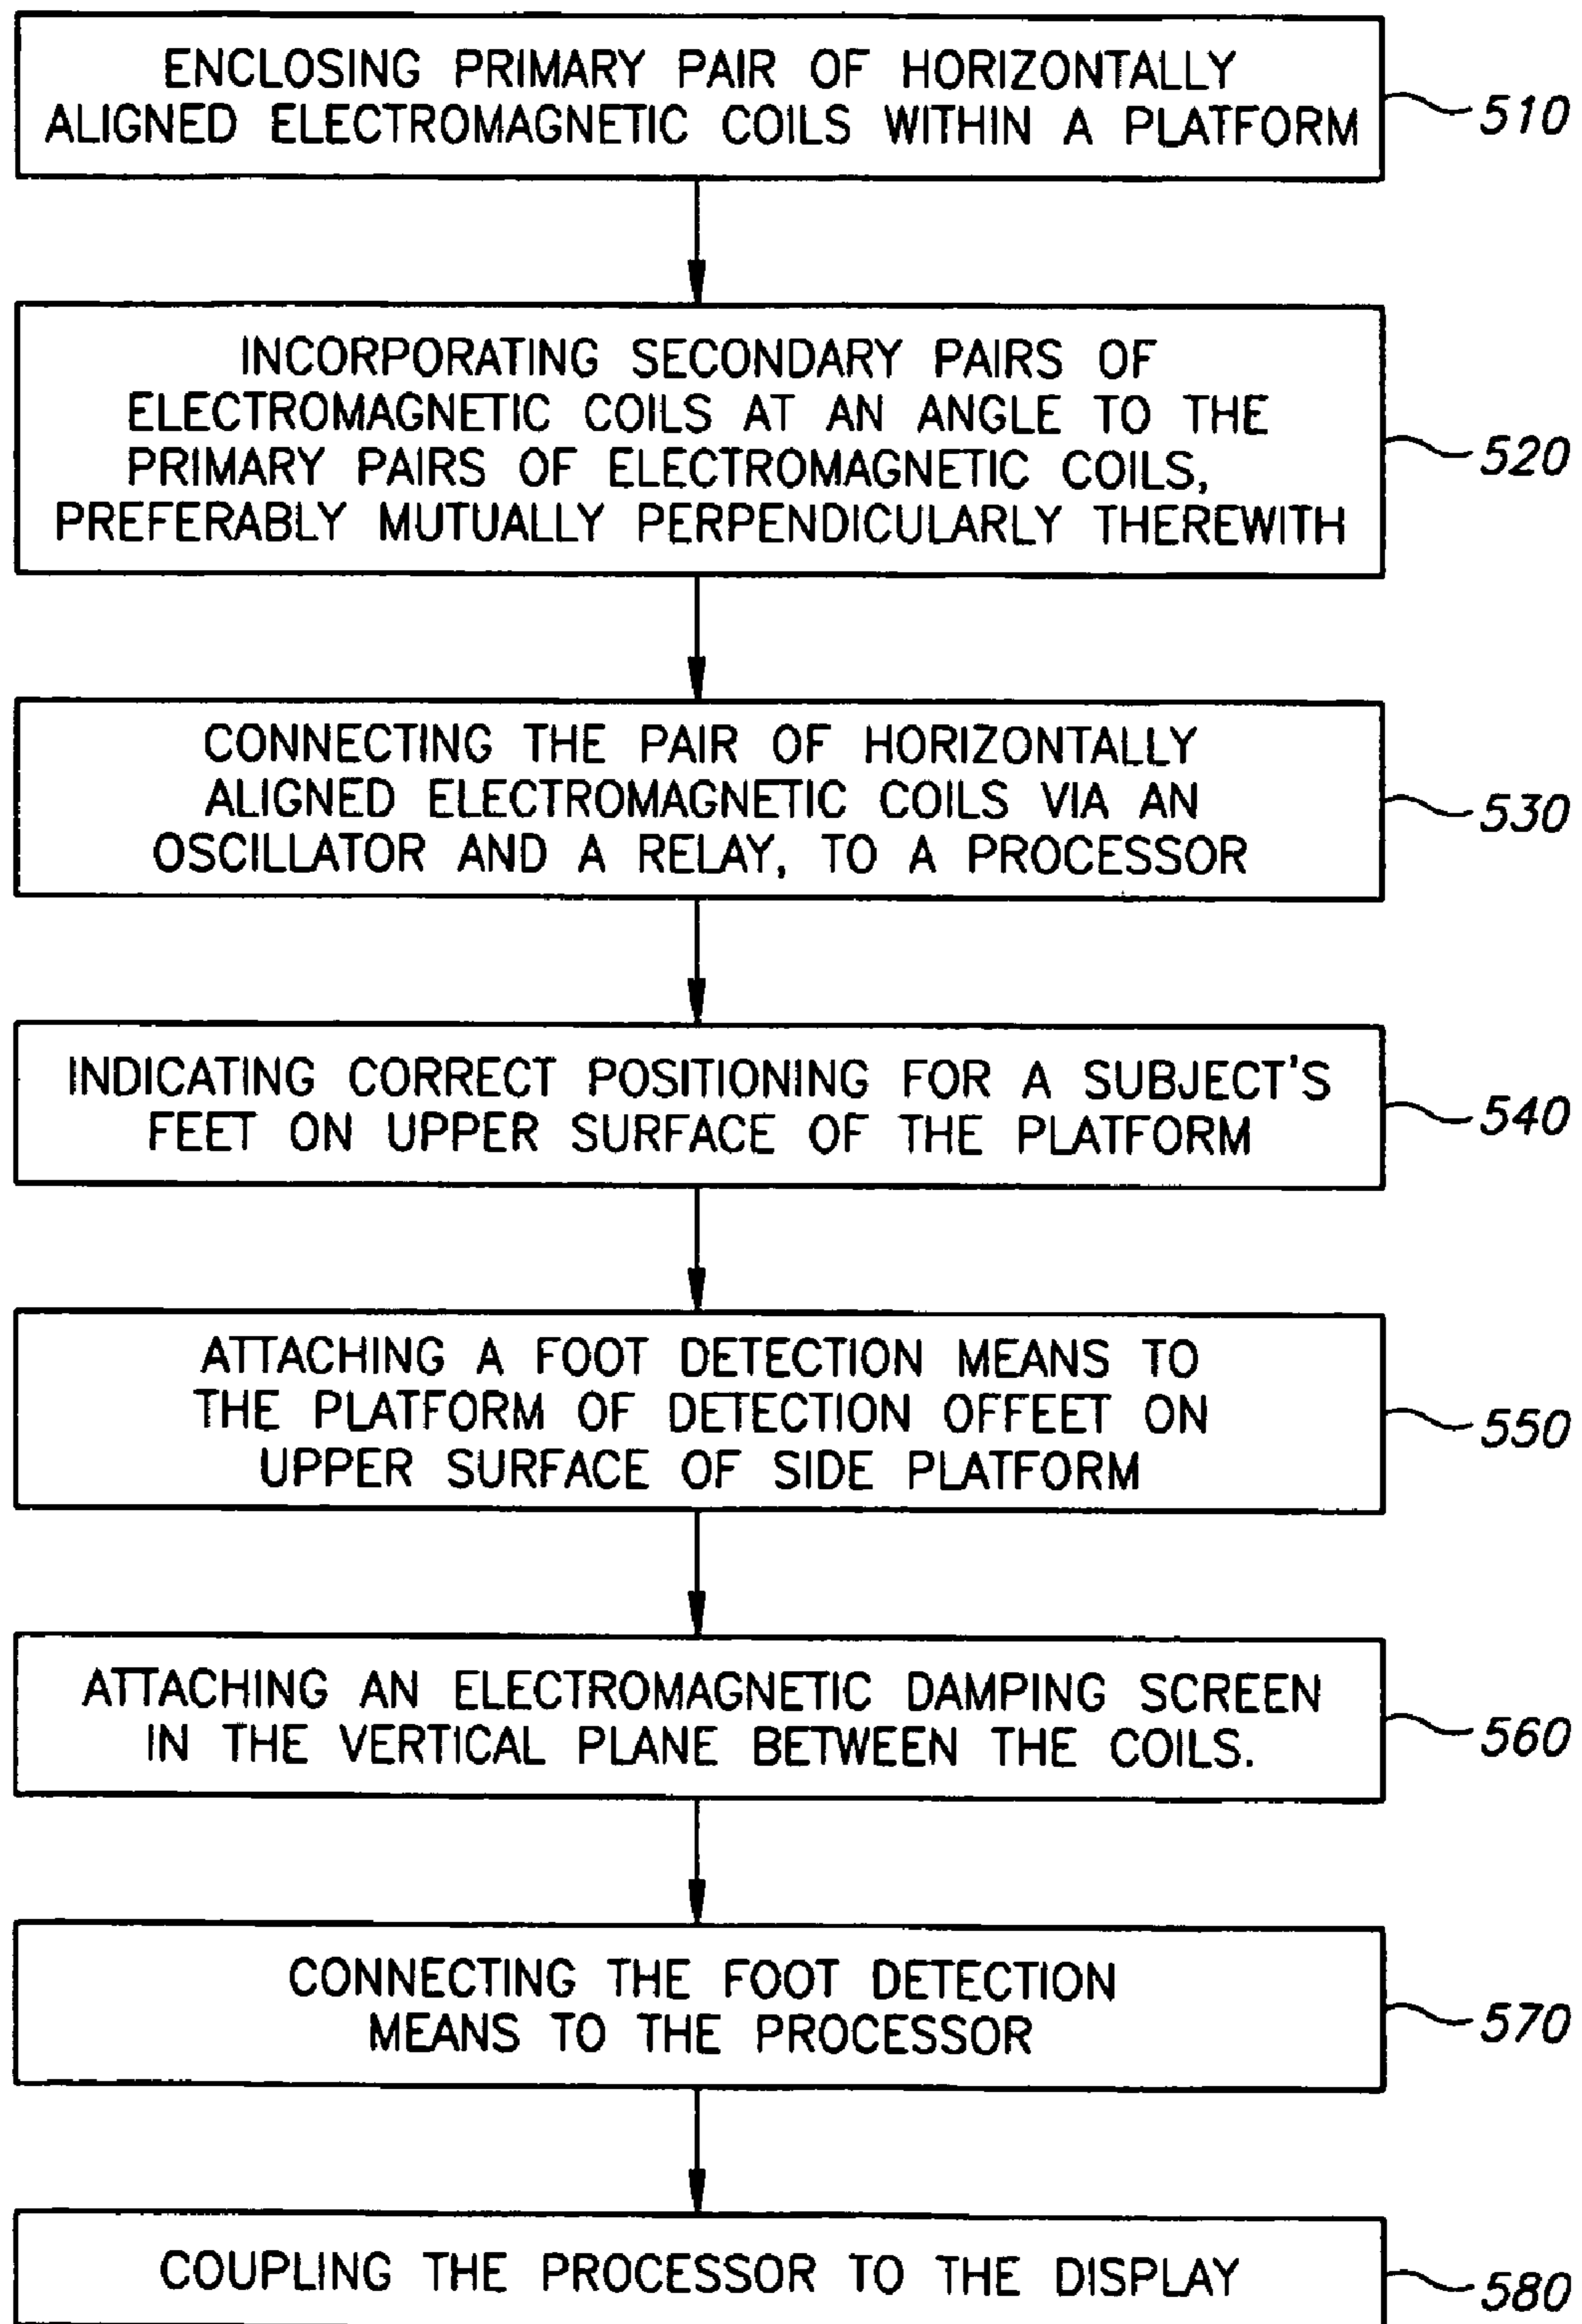 ENCLOSING PRIMARY PAIR OF HORIZONTALLY
ALIGNED ELECTROMAGNETIC COILS WITHIN A PLATFORM
510
INCORPORATING SECONDARY PAIRS OF
ELECTROMAGNETIC COILS AT AN ANGLE TO THE
PRIMARY PAIRS OF ELECTROMAGNETIC COILS,
PREFERABLY MUTUALLY PERPENDICULARLY THEREWITH
520
CONNECTING THE PAIR OF HORIZONTALLY
ALIGNED ELECTROMAGNETIC COILS VIA AN
OSCILLATOR AND A RELAY, TO A PROCESSOR
530
INDICATING CORRECT POSITIONING FOR A SUBJECT'S
FEET ON UPPER SURFACE OF THE PLATFORM
540
ATTACHING A FOOT DETECTION MEANS TO
THE PLATFORM OF DETECTION OFFEET ON
UPPER SURFACE OF SIDE PLATFORM
550
ATTACHING AN ELECTROMAGNETIC DAMPING SCREEN
IN THE VERTICAL PLANE BETWEEN THE COILS.
560
CONNECTING THE FOOT DETECTION
MEANS TO THE PROCESSOR
570
COUPLING THE PROCESSOR TO THE DISPLAY
580